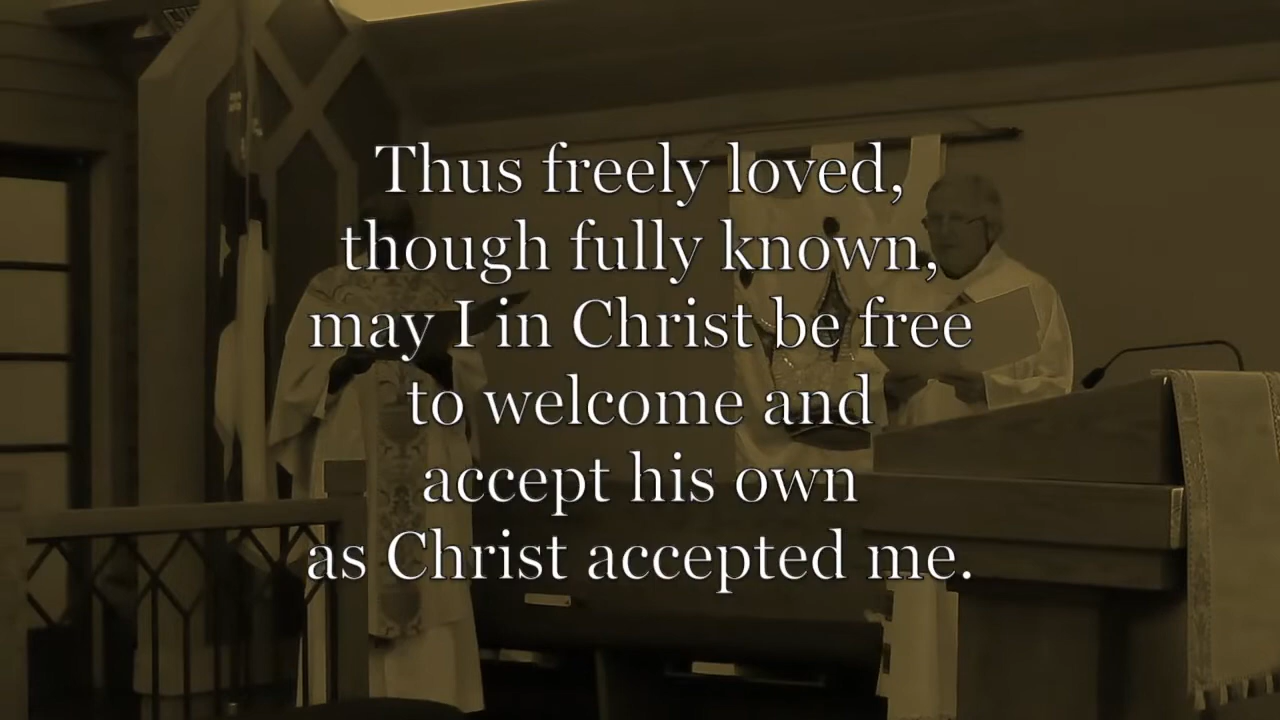 Thus freely loved,
though fully known,
may I in Christ be free
to welcome and
accept his own
as Christ accepted me.